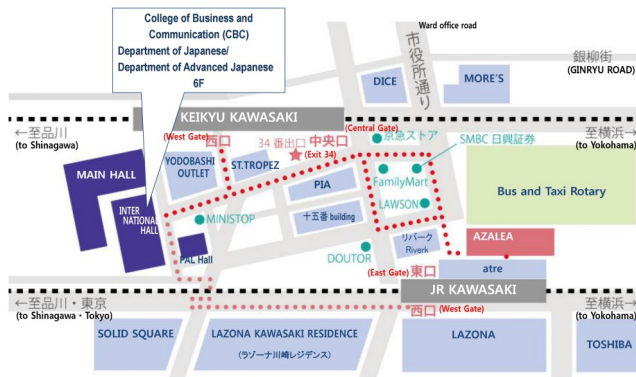 College of Business and
Communication (CBC)
Department of Japanese/
Department of Advanced Japanese
6F
Ward office road
市役所通り
銀柳街
(GINRYU ROAD)
DICE
MORE'S
KEIKYU KAWASAKI
←至品川
(to Shinagawa)
(West Gate)
西口
34 番出口
(Exit 34)
中央口
(Central Gate)
京急ストア
SMBC 日興証券
至横浜→
(to Yokohama)
YODOBASHI
OUTLET
ST.TROPEZ
MAIN HALL
INTER
NATIONAL
HALL
PIA
FamilyMart
Bus and Taxi Rotary
MINISTOP
十五番 building
LAWSON
PAL Hall
DOUTOR
リバーク
Riverk
AZALEA
(East Gate)
東口
atre
JR KAWASAKI
←至品川・東京
(to Shinagawa・Tokyo)
西口
(West Gate)
至横浜→
(to Yokohama)
SOLID SQUARE
LAZONA KAWASAKI RESIDENCE
(ラゾーナ川崎レジデンス)
LAZONA
TOSHIBA